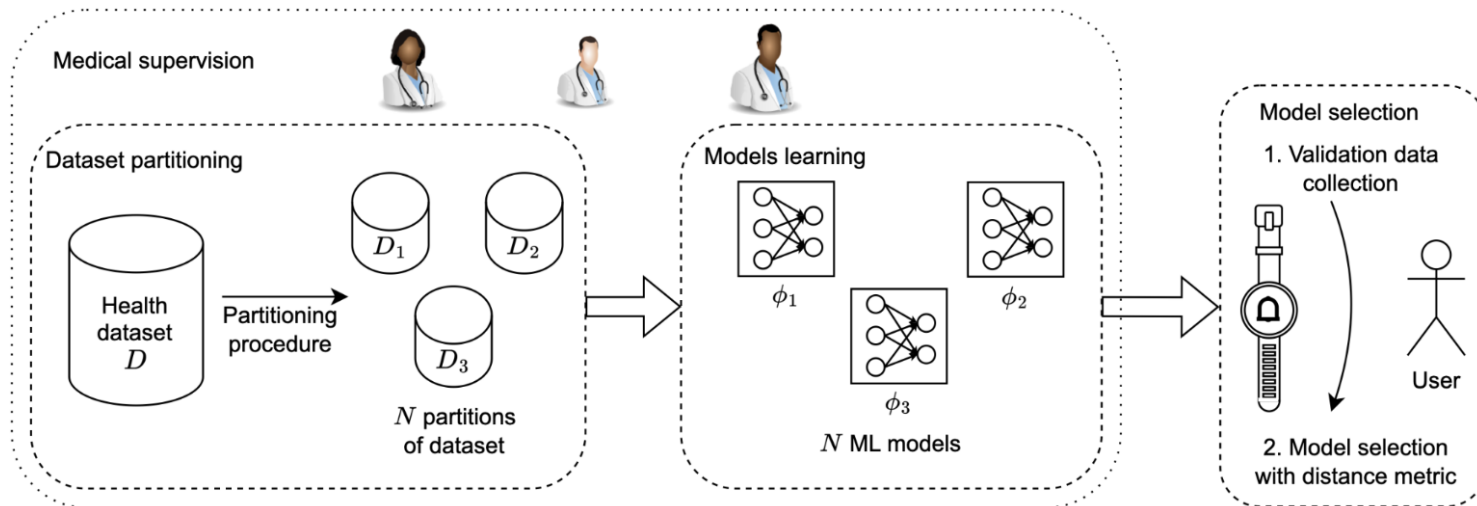 Medical supervision
Dataset partitioning
Health
dataset
D
Partitioning
procedure
D₁
D₂
D₃
N partitions
of dataset
Models learning
ϕ₁
ϕ₂
ϕ₃
N ML models
Model selection
1. Validation data
collection
User
2. Model selection
with distance metric